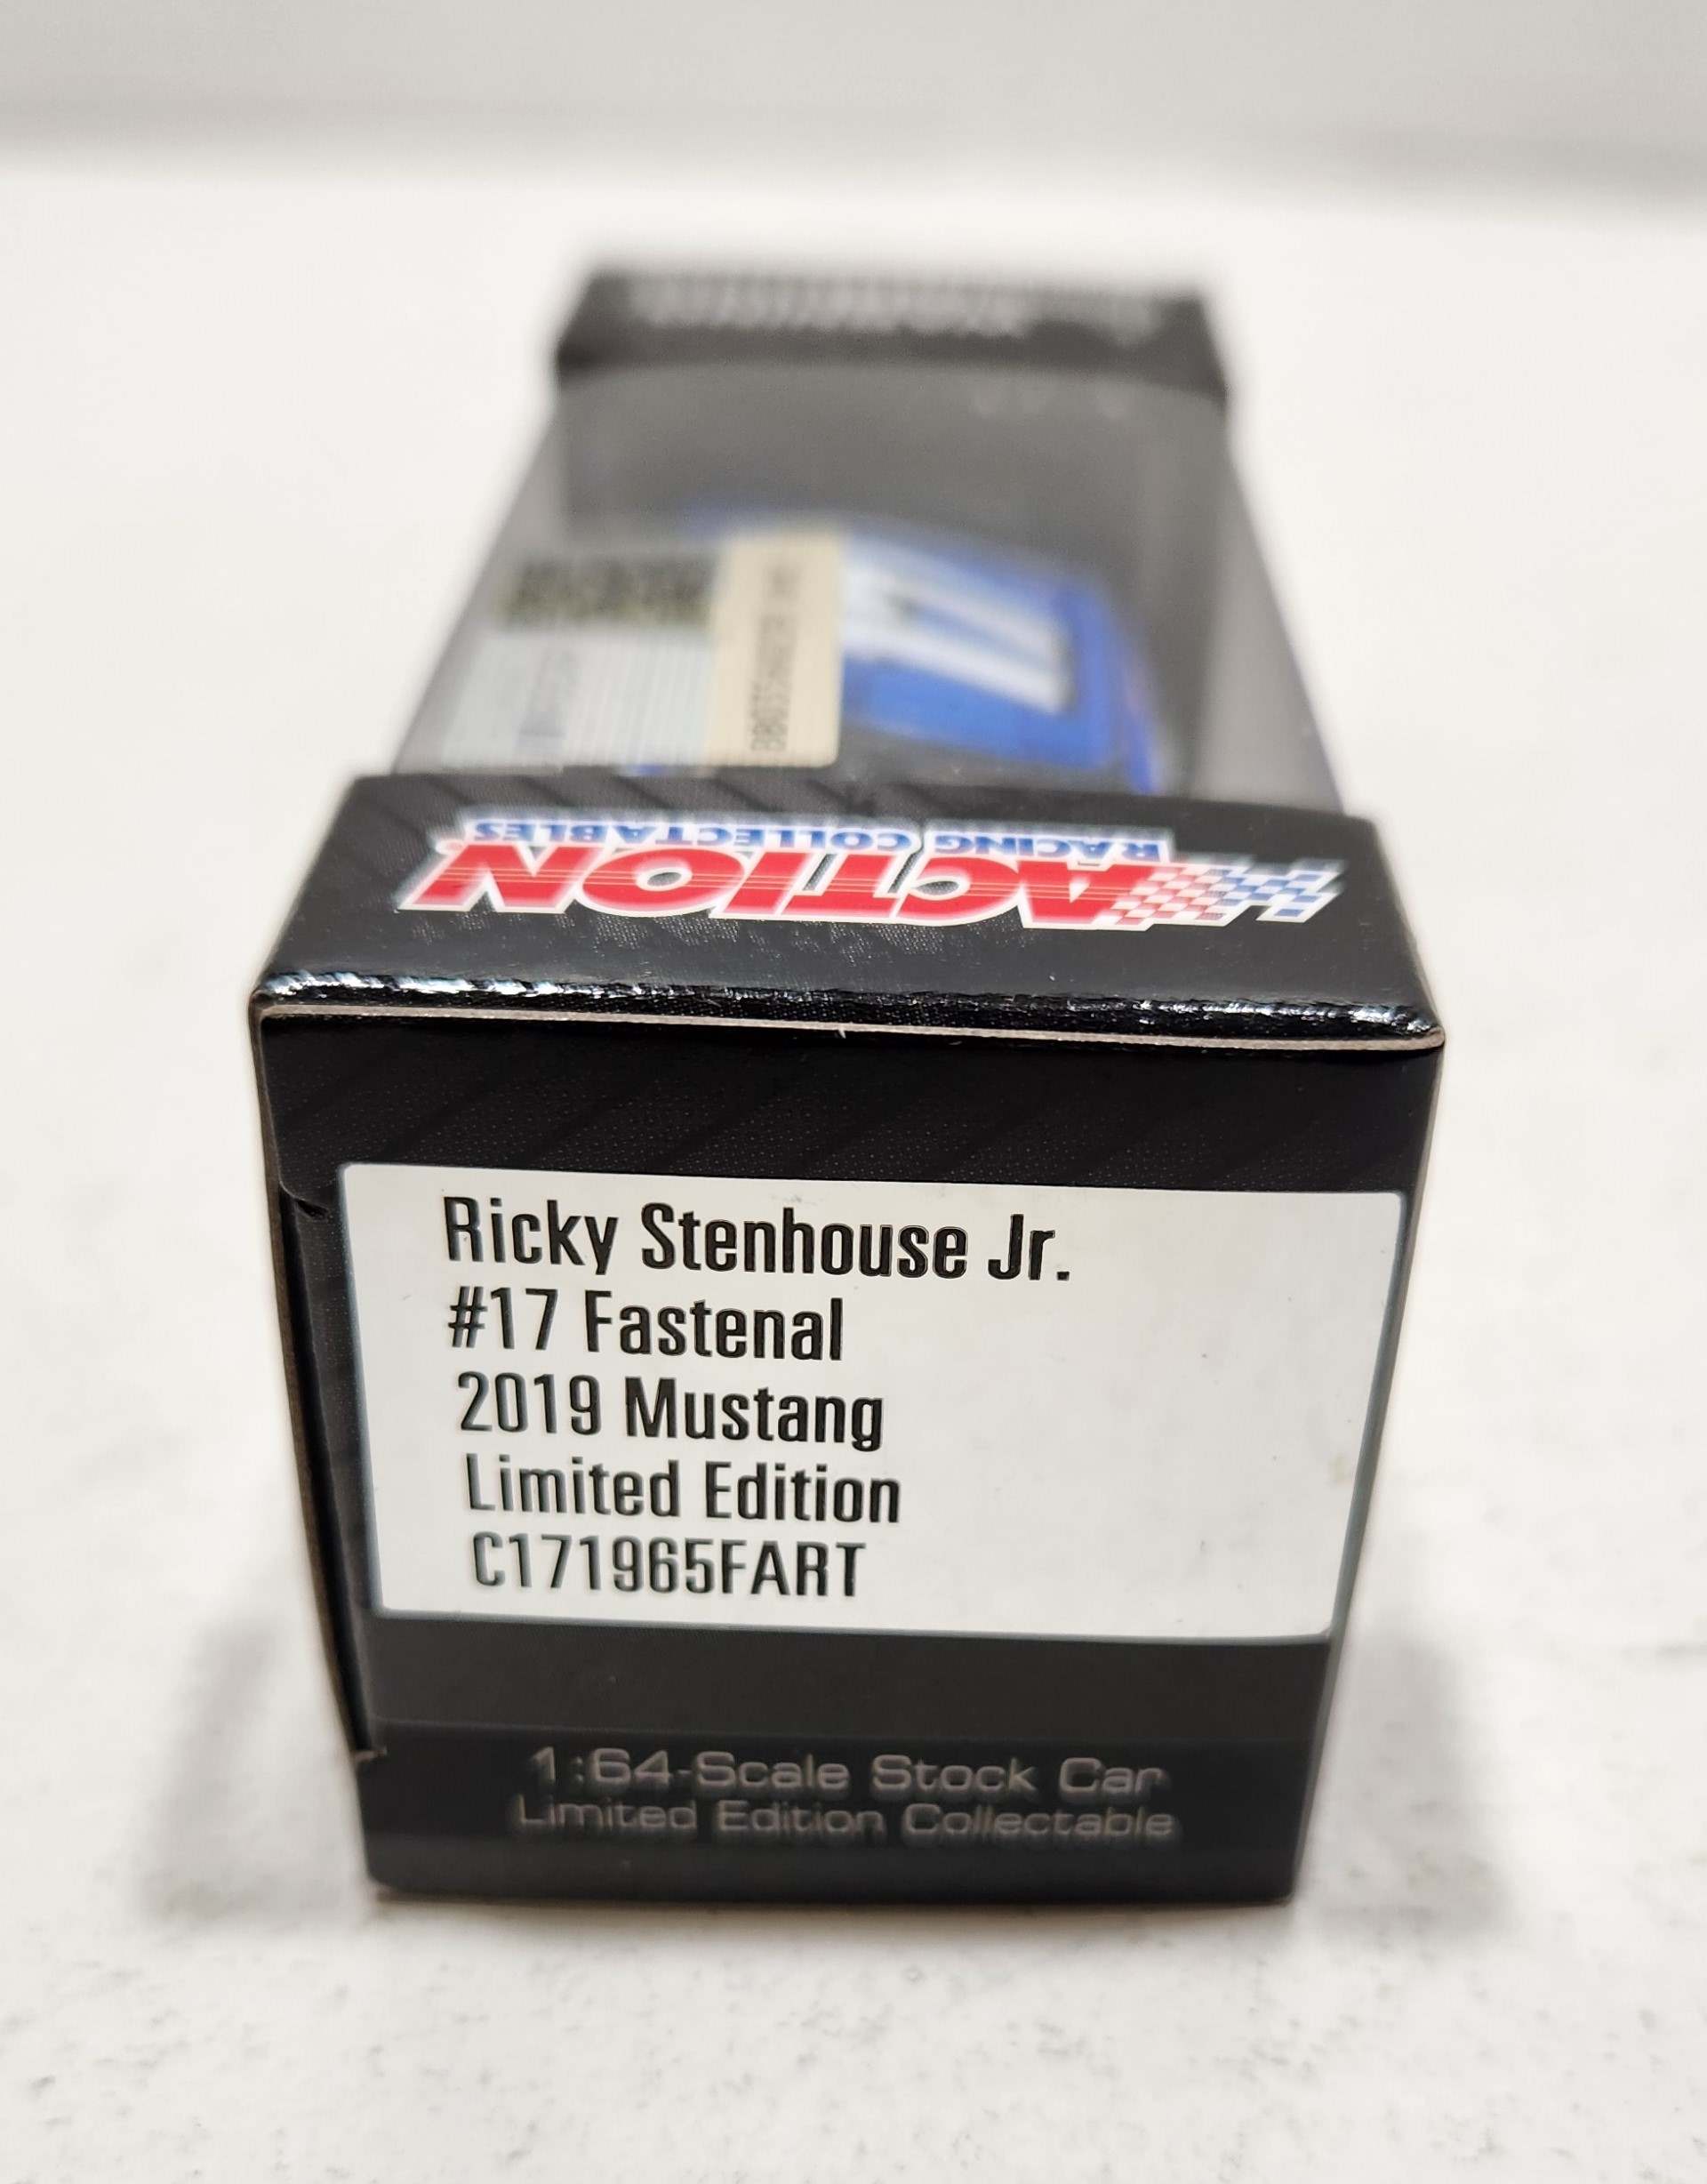 17
ACTION
RACING COLLECTABLES
Ricky Stenhouse Jr.
#17 Fastenal
2019 Mustang
Limited Edition
C171965FART
1:64-Scale Stock Car
Limited Edition Collectable